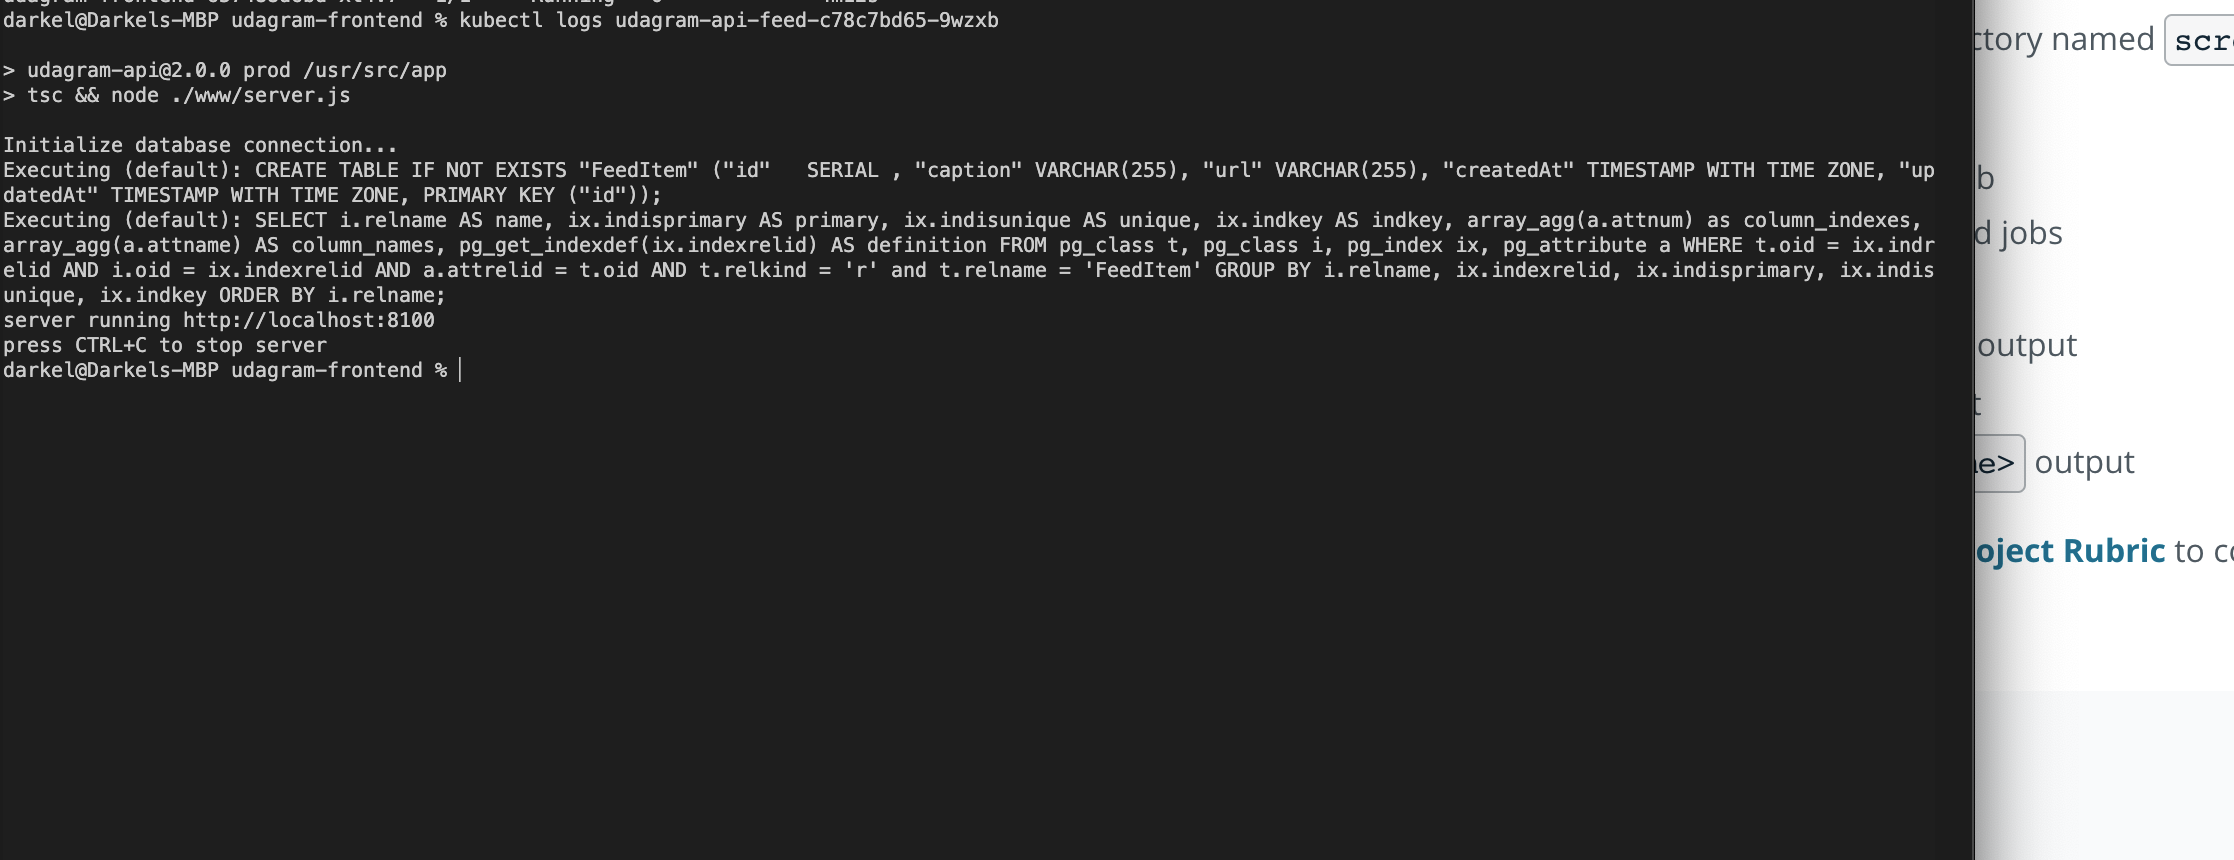 darkel@Darkels-MBP udagram-frontend % kubectl logs udagram-api-feed-c78c7bd65-9wzxb
> udagram-api@2.0.0 prod /usr/src/app
> tsc && node ./www/server.js
Initialize database connection...
Executing (default): CREATE TABLE IF NOT EXISTS "FeedItem" ("id"   SERIAL , "caption" VARCHAR(255), "url" VARCHAR(255), "createdAt" TIMESTAMP WITH TIME ZONE, "up
datedAt" TIMESTAMP WITH TIME ZONE, PRIMARY KEY ("id"));
Executing (default): SELECT i.relname AS name, ix.indisprimary AS primary, ix.indisunique AS unique, ix.indkey AS indkey, array_agg(a.attnum) as column_indexes,
array_agg(a.attname) AS column_names, pg_get_indexdef(ix.indexrelid) AS definition FROM pg_class t, pg_class i, pg_index ix, pg_attribute a WHERE t.oid = ix.indr
elid AND i.oid = ix.indexrelid AND a.attrelid = t.oid AND t.relkind = 'r' and t.relname = 'FeedItem' GROUP BY i.relname, ix.indexrelid, ix.indisprimary, ix.indis
unique, ix.indkey ORDER BY i.relname;
server running http://localhost:8100
press CTRL+C to stop server
darkel@Darkels-MBP udagram-frontend %
ctory named scr
b
d jobs
output
t
e> output
oject Rubric to c